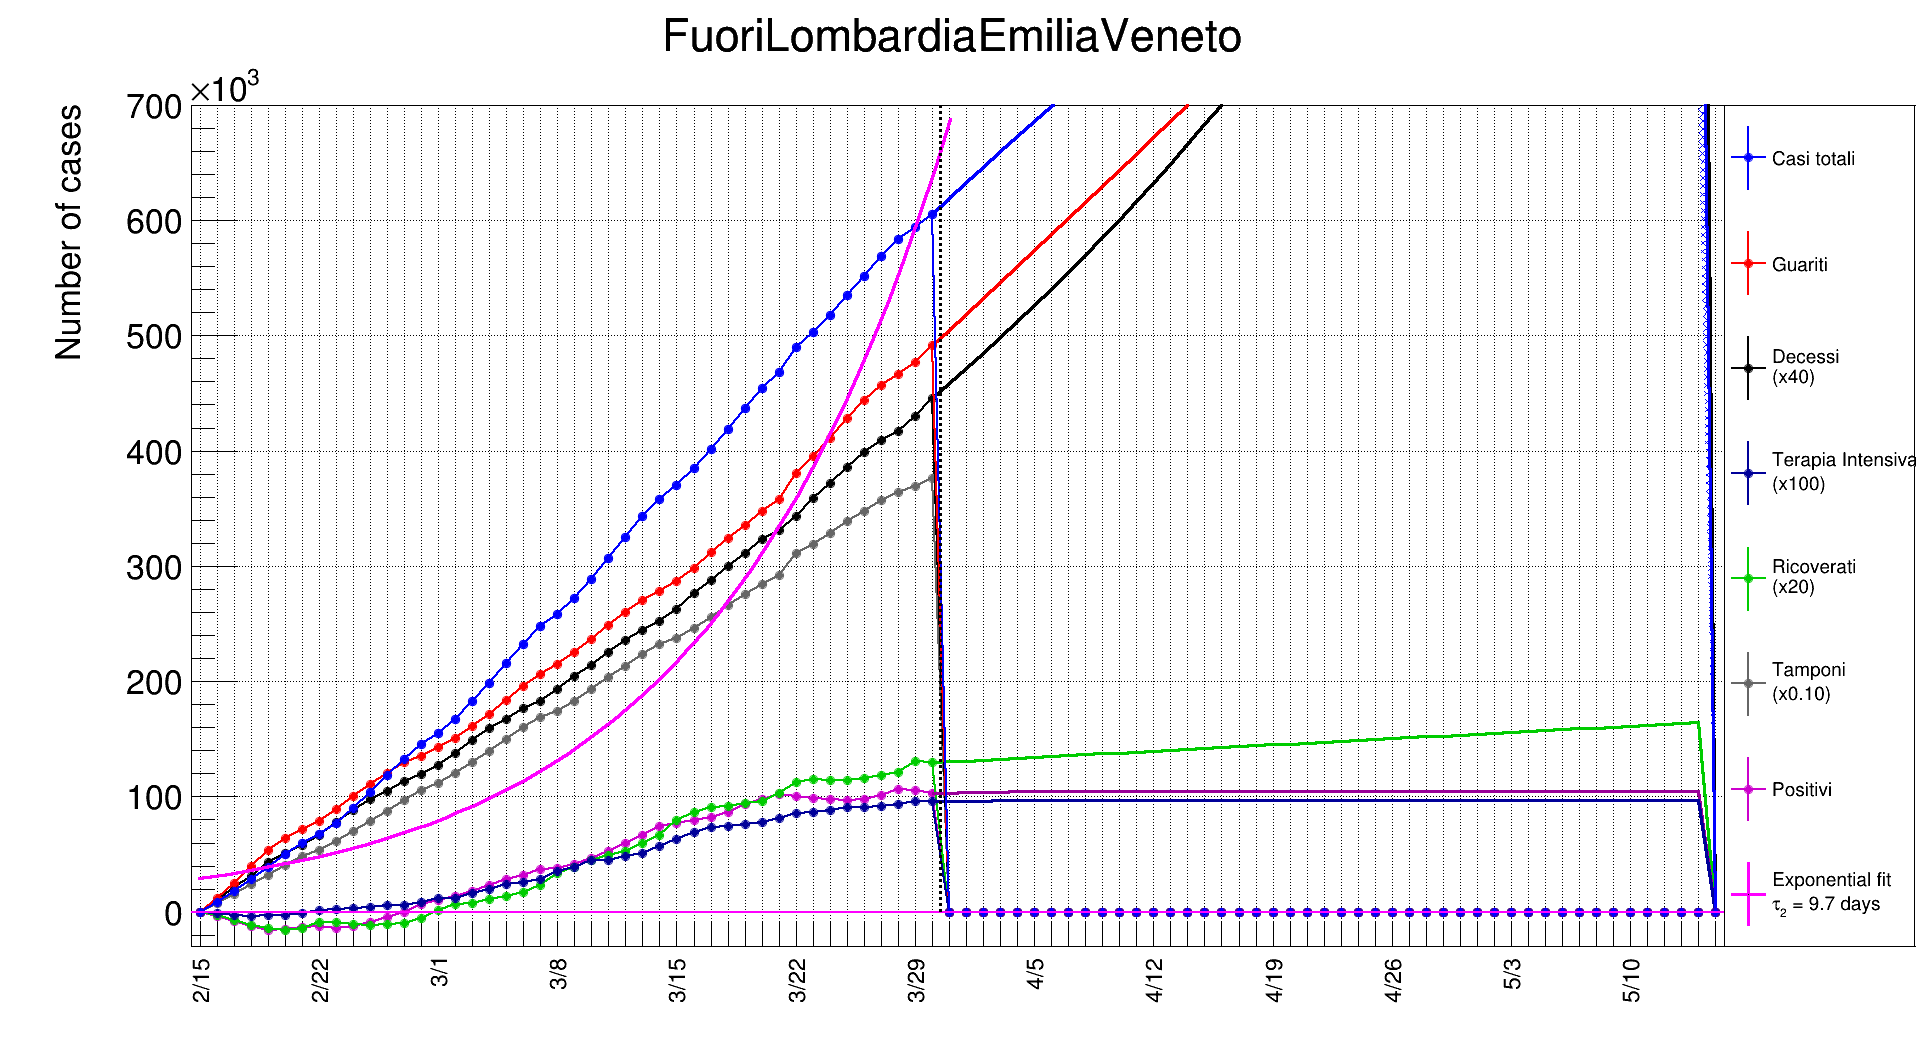 FuoriLombardiaEmiliaVeneto
×10³
Number of cases
700
600
500
400
300
200
100
0
2/15
2/22
3/1
3/8
3/15
3/22
3/29
4/5
4/12
4/19
4/26
5/3
5/10
Casi totali
Guariti
Decessi
(x40)
Terapia Intensiva
(x100)
Ricoverati
(x20)
Tamponi
(x0.10)
Positivi
Exponential fit
τ₂ = 9.7 days